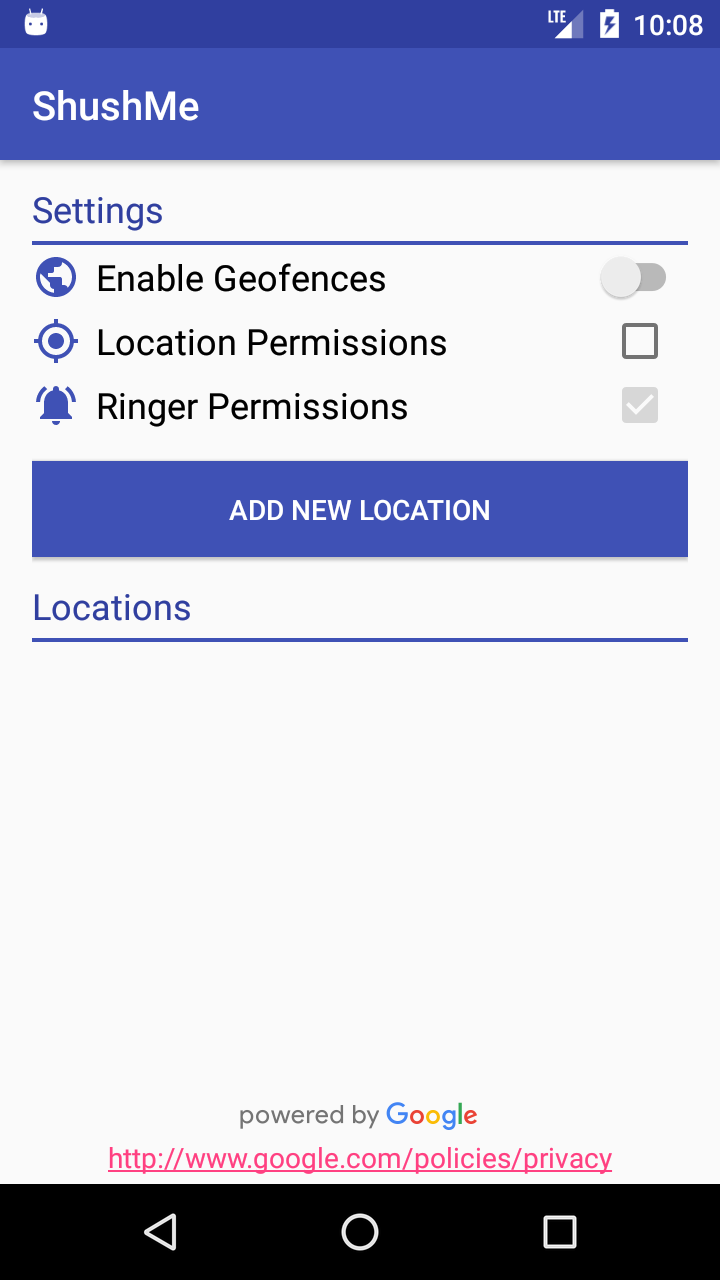 LTE 10:08
ShushMe
Settings
Enable Geofences
Location Permissions
Ringer Permissions
ADD NEW LOCATION
Locations
powered by Google
http://www.google.com/policies/privacy